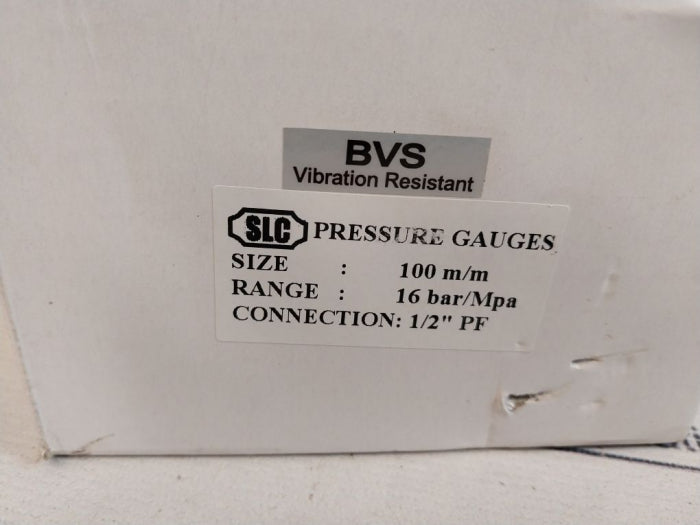 BVS
Vibration Resistant
SLC PRESSURE GAUGES
SIZE : 100 m/m
RANGE : 16 bar/Mpa
CONNECTION: 1/2" PF